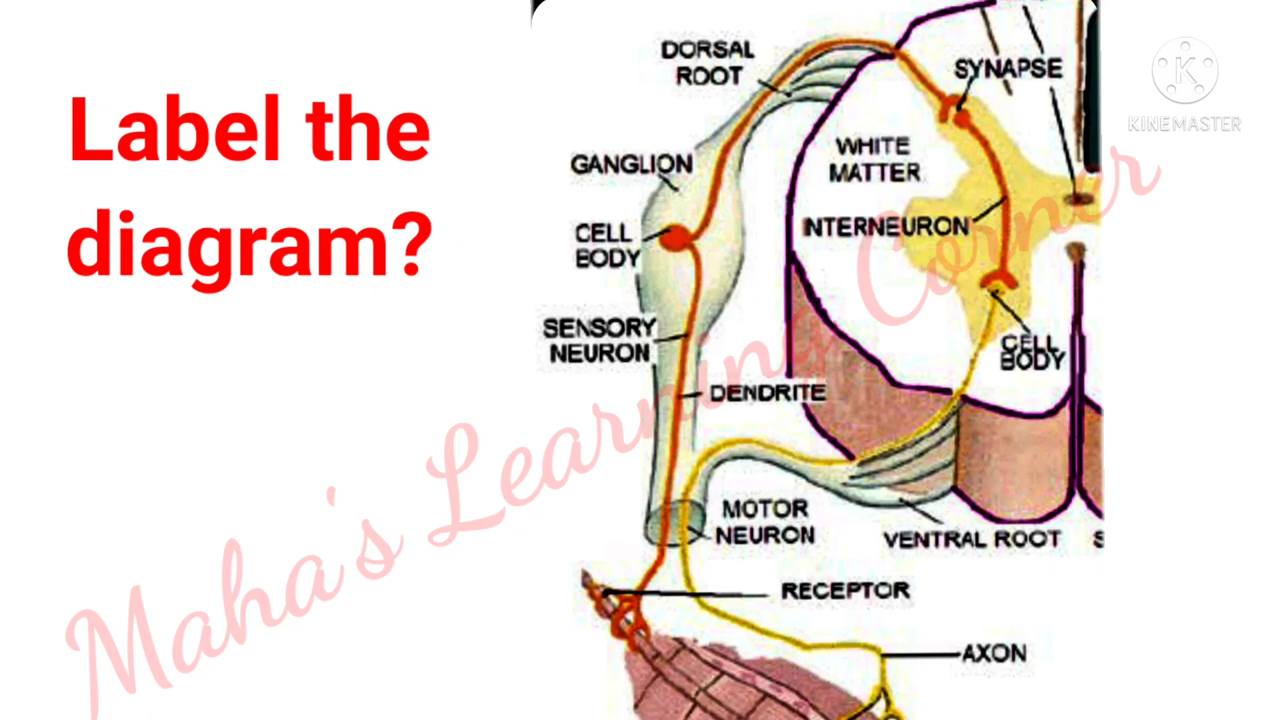 Label the
diagram?
DORSAL
ROOT
SYNAPSE
KINEMASTER
WHITE
MATTER
GANGLION
INTERNEURON
CELL
BODY
SENSORY
NEURON
CELL
BODY
DENDRITE
MOTOR
NEURON
VENTRAL ROOT S
RECEPTOR
AXON
Maha's Learning Corner
K